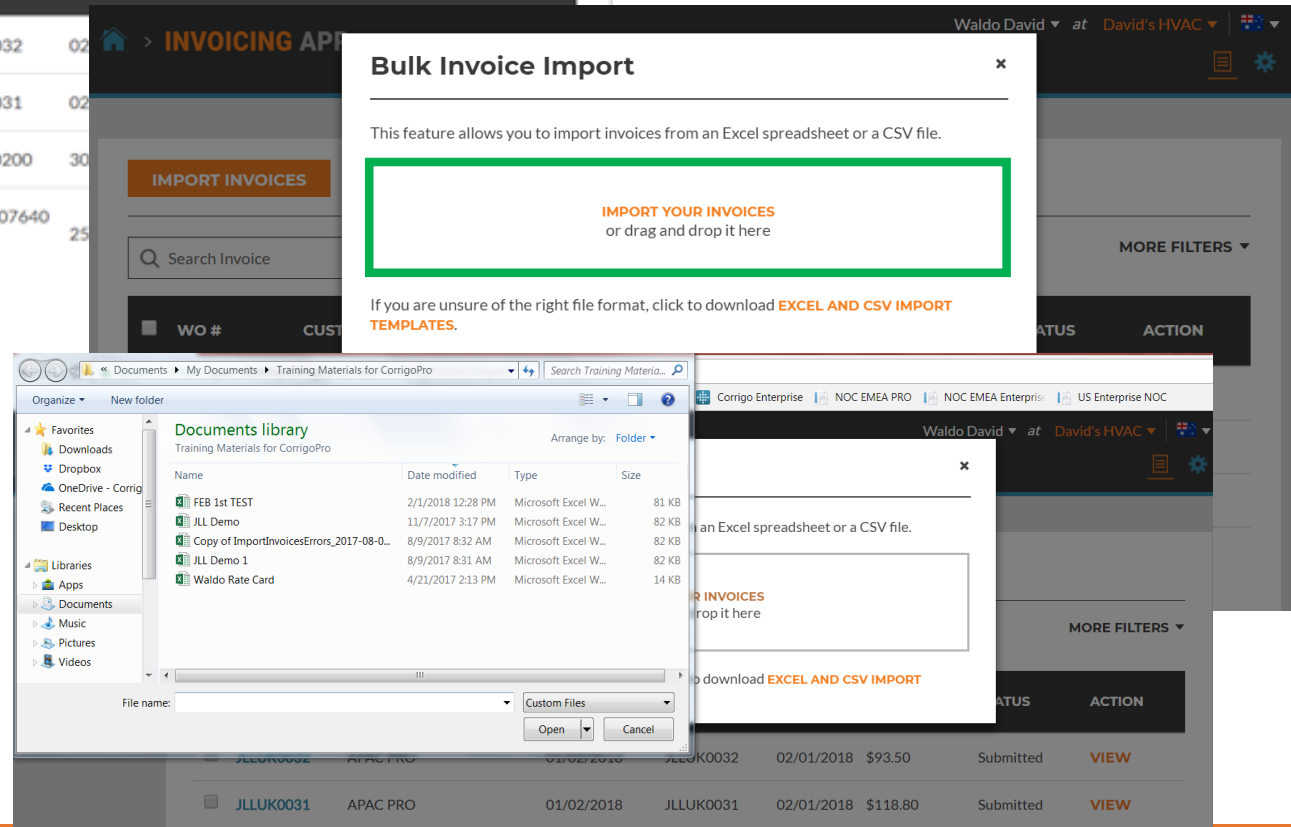 032 02
031 02
0200 30
07640
25
> INVOICING APP
Waldo David ▼ at David's HVAC ▼
Bulk Invoice Import ×
This feature allows you to import invoices from an Excel spreadsheet or a CSV file.
IMPORT INVOICES
IMPORT YOUR INVOICES
or drag and drop it here
Search Invoice
MORE FILTERS ▼
If you are unsure of the right file format, click to download EXCEL AND CSV IMPORT
TEMPLATES.
WO # CUST ATUS ACTION
« Documents ▸ My Documents ▸ Training Materials for CorrigoPro
Search Training Materia...
Organize ▾ New folder
Favorites
Downloads
Dropbox
OneDrive - Corrig
Recent Places
Desktop
Libraries
Apps
Documents
Music
Pictures
Videos
Documents library
Training Materials for CorrigoPro
Arrange by: Folder ▾
Name Date modified Type Size
FEB 1st TEST 2/1/2018 12:28 PM Microsoft Excel W... 81 KB
JLL Demo 11/7/2017 3:17 PM Microsoft Excel W... 82 KB
Copy of ImportInvoicesErrors_2017-08-0... 8/9/2017 8:32 AM Microsoft Excel W... 82 KB
JLL Demo 1 8/9/2017 8:31 AM Microsoft Excel W... 82 KB
Waldo Rate Card 4/21/2017 2:13 PM Microsoft Excel W... 14 KB
File name:
Custom Files
Open Cancel
Corrigo Enterprise NOC EMEA PRO NOC EMEA Enterpris US Enterprise NOC
Waldo David ▼ at David's HVAC ▼
×
an Excel spreadsheet or a CSV file.
R INVOICES
rop it here
MORE FILTERS ▼
o download EXCEL AND CSV IMPORT
ATUS ACTION
JLLUK0032 APAC PRO 01/02/2018 JLLUK0032 02/01/2018 $93.50 Submitted VIEW
JLLUK0031 APAC PRO 01/02/2018 JLLUK0031 02/01/2018 $118.80 Submitted VIEW